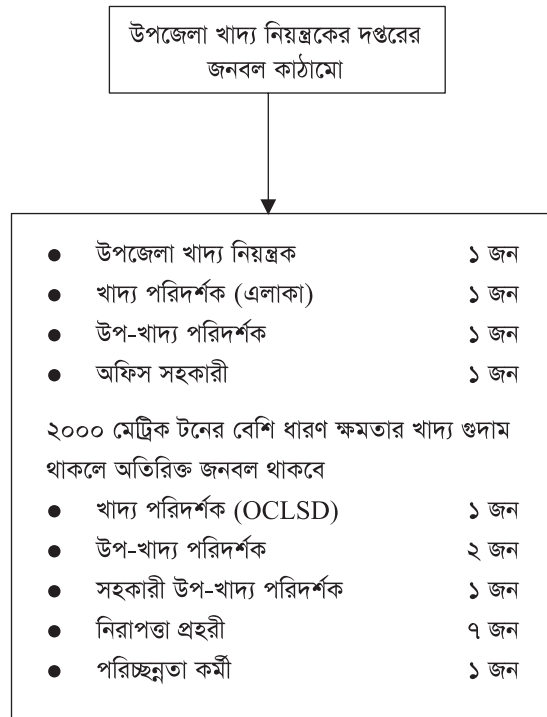 উপজেলা খাদ্য নিয়ন্ত্রকের দপ্তরের
জনবল কাঠামো
● উপজেলা খাদ্য নিয়ন্ত্রক ১ জন
● খাদ্য পরিদর্শক (এলাকা) ১ জন
● উপ-খাদ্য পরিদর্শক ১ জন
● অফিস সহকারী ১ জন
২০০০ মেট্রিক টনের বেশি ধারণ ক্ষমতার খাদ্য গুদাম
থাকলে অতিরিক্ত জনবল থাকবে
● খাদ্য পরিদর্শক (OCLSD) ১ জন
● উপ-খাদ্য পরিদর্শক ২ জন
● সহকারী উপ-খাদ্য পরিদর্শক ১ জন
● নিরাপত্তা প্রহরী ৭ জন
● পরিচ্ছন্নতা কর্মী ১ জন